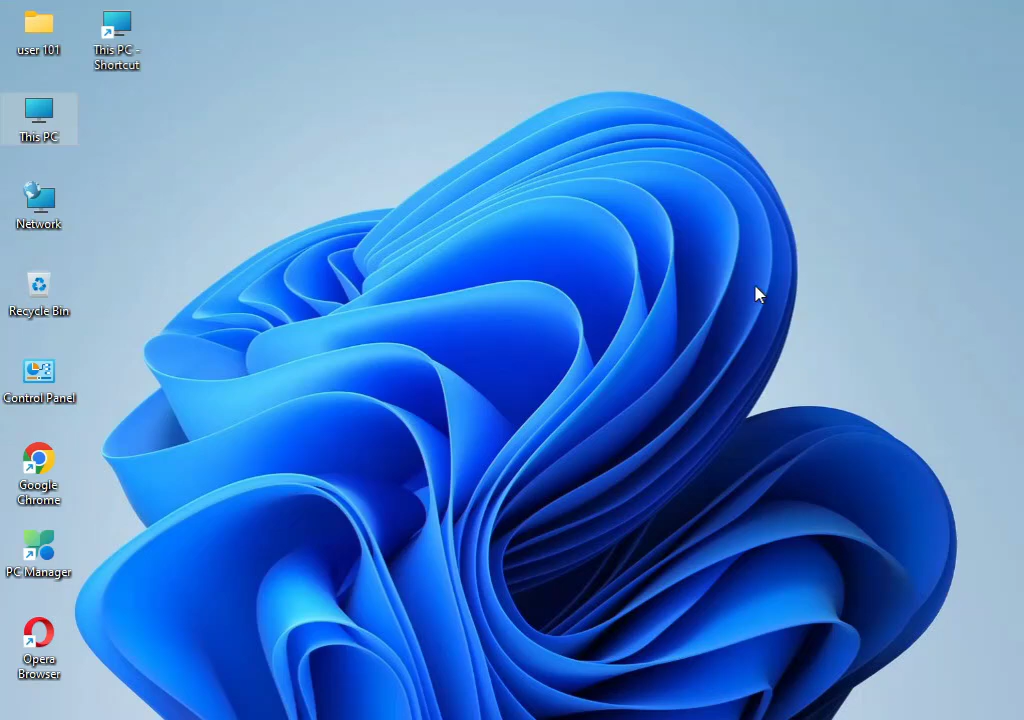 user 101
This PC -
Shortcut
This PC
Network
Recycle Bin
Control Panel
Google
Chrome
PC Manager
Opera
Browser